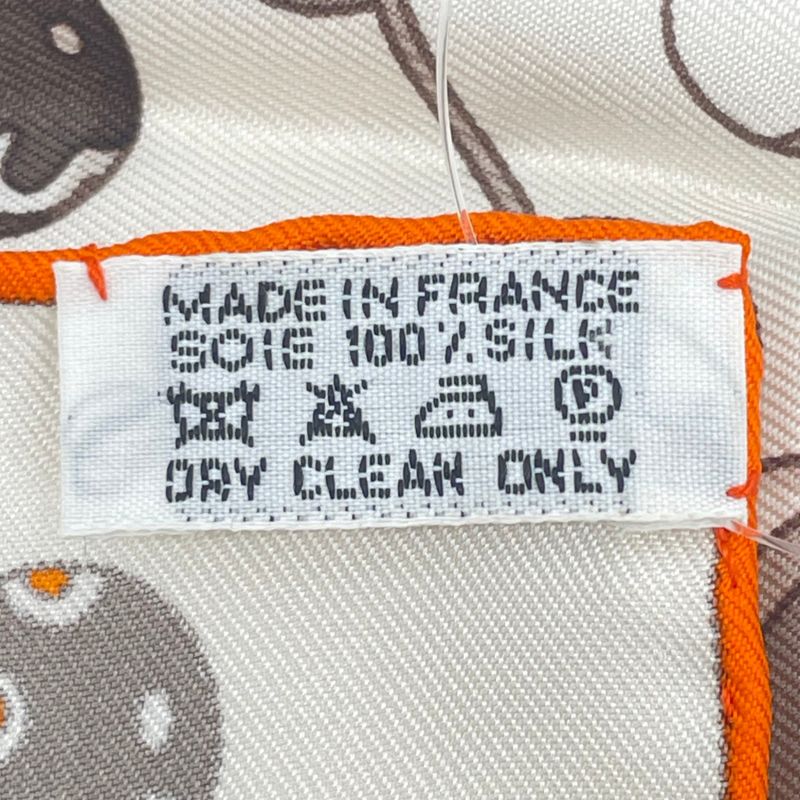 MADE IN FRANCE
SOIE 100% SILK
P
DRY CLEAN ONLY